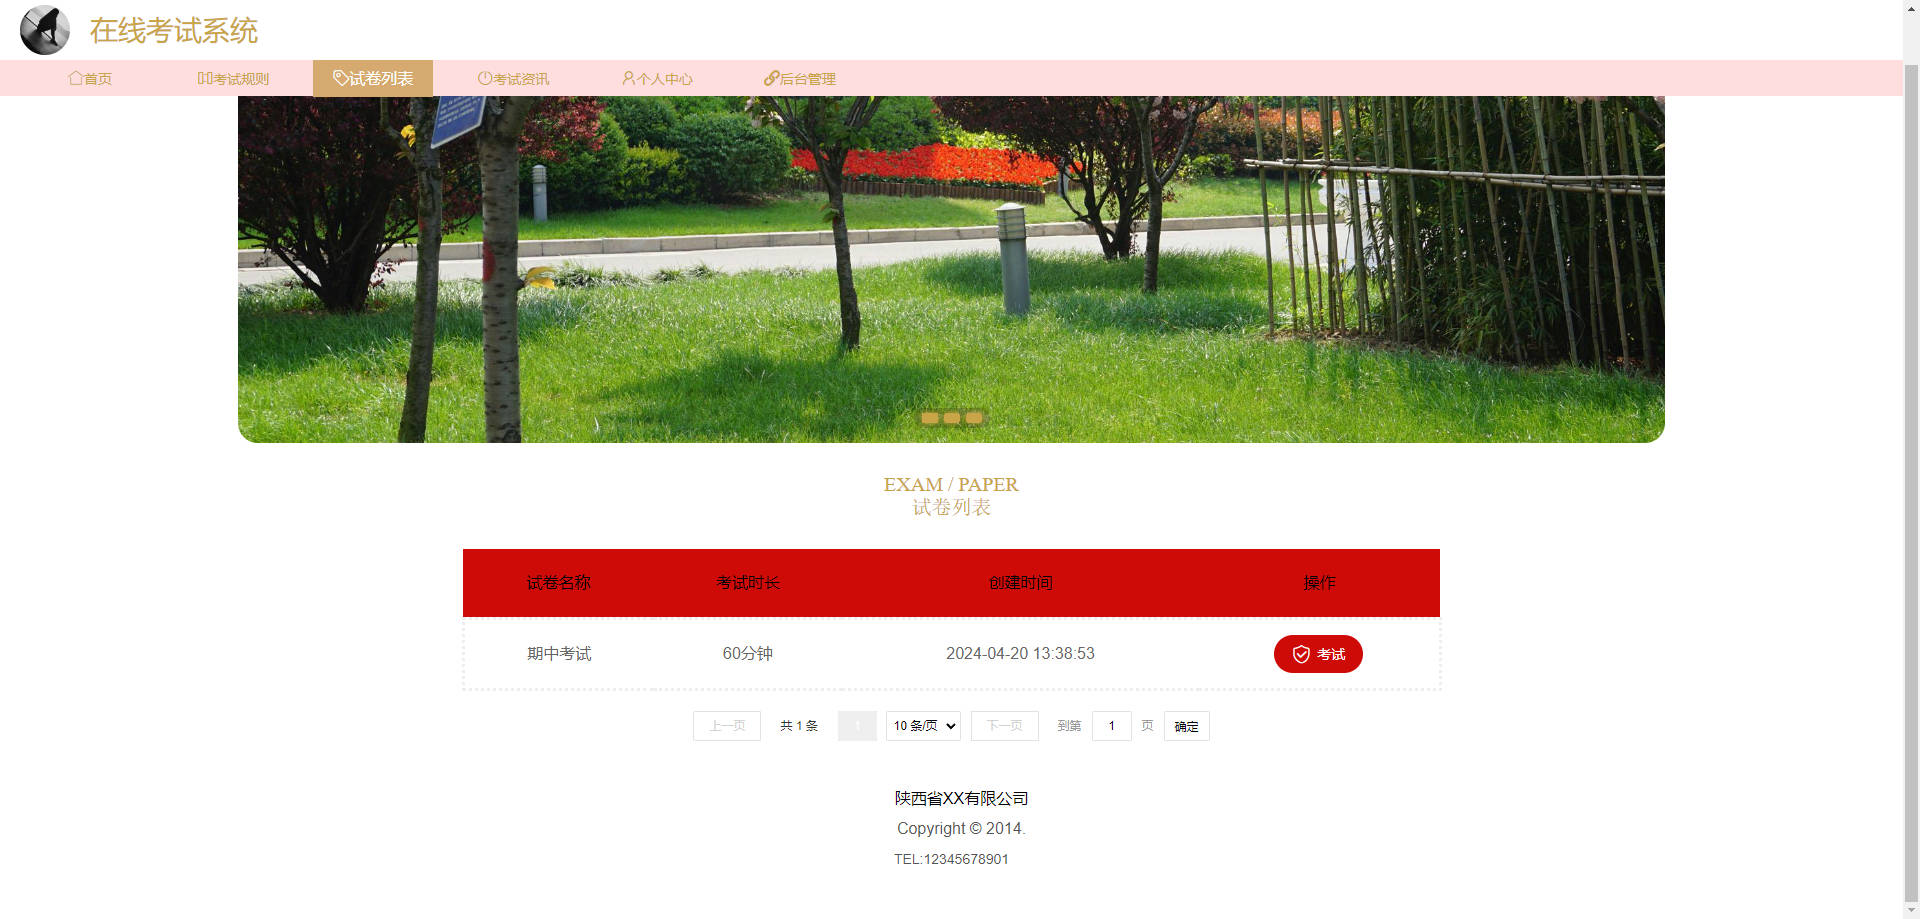 在线考试系统
首页 考试规则 试卷列表 考试资讯 个人中心 后台管理
EXAM / PAPER
试卷列表
试卷名称 考试时长 创建时间 操作
期中考试 60分钟 2024-04-20 13:38:53 考试
上一页 共 1 条 1 10 条/页 下一页 到第 1 页 确定
陕西省XX有限公司
Copyright © 2014.
TEL:12345678901